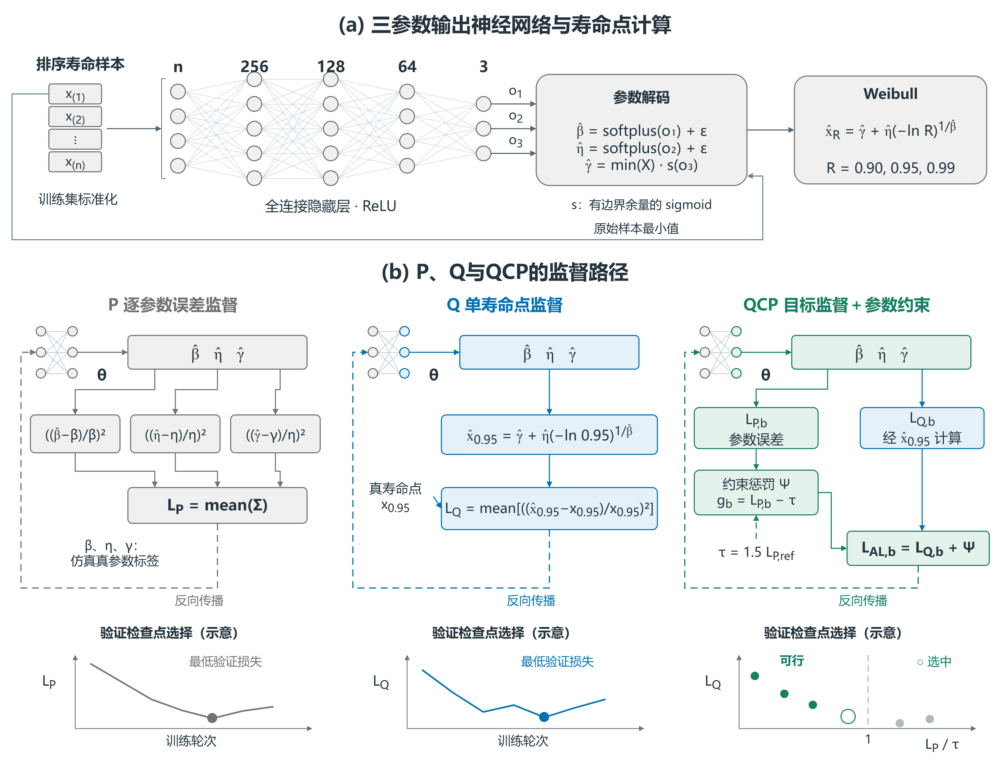 (a) 三参数输出神经网络与寿命点计算
排序寿命样本
n
256
128
64
3
x(1)
x(2)
⋮
x(n)
训练集标准化
全连接隐藏层 · ReLU
o1
o2
o3
参数解码
β̂ = softplus(o₁) + ε
η̂ = softplus(o₂) + ε
γ̂ = min(X) · s(o₃)
s：有边界余量的 sigmoid
原始样本最小值
Weibull
x̂R = γ̂ + η̂(−ln R)^1/β̂
R = 0.90, 0.95, 0.99
(b) P、Q与QCP的监督路径
P 逐参数误差监督
θ
β̂ η̂ γ̂
((β̂−β)/β)²
((η̂−η)/η)²
((γ̂−γ)/η)²
LP = mean(Σ)
β、η、γ：
仿真真参数标签
反向传播
验证检查点选择（示意）
最低验证损失
LP
训练轮次
Q 单寿命点监督
θ
β̂ η̂ γ̂
x̂0.95 = γ̂ + η̂(−ln 0.95)^1/β̂
真寿命点
x0.95
LQ = mean[((x̂0.95−x0.95)/x0.95)²]
反向传播
验证检查点选择（示意）
最低验证损失
LQ
训练轮次
QCP 目标监督＋参数约束
θ
β̂ η̂ γ̂
LP,b
参数误差
LQ,b
经 x̂0.95 计算
约束惩罚 Ψ
gb = LP,b − τ
τ = 1.5 LP,ref
LAL,b = LQ,b + Ψ
反向传播
验证检查点选择（示意）
可行
○ 选中
LQ
1
LP / τ